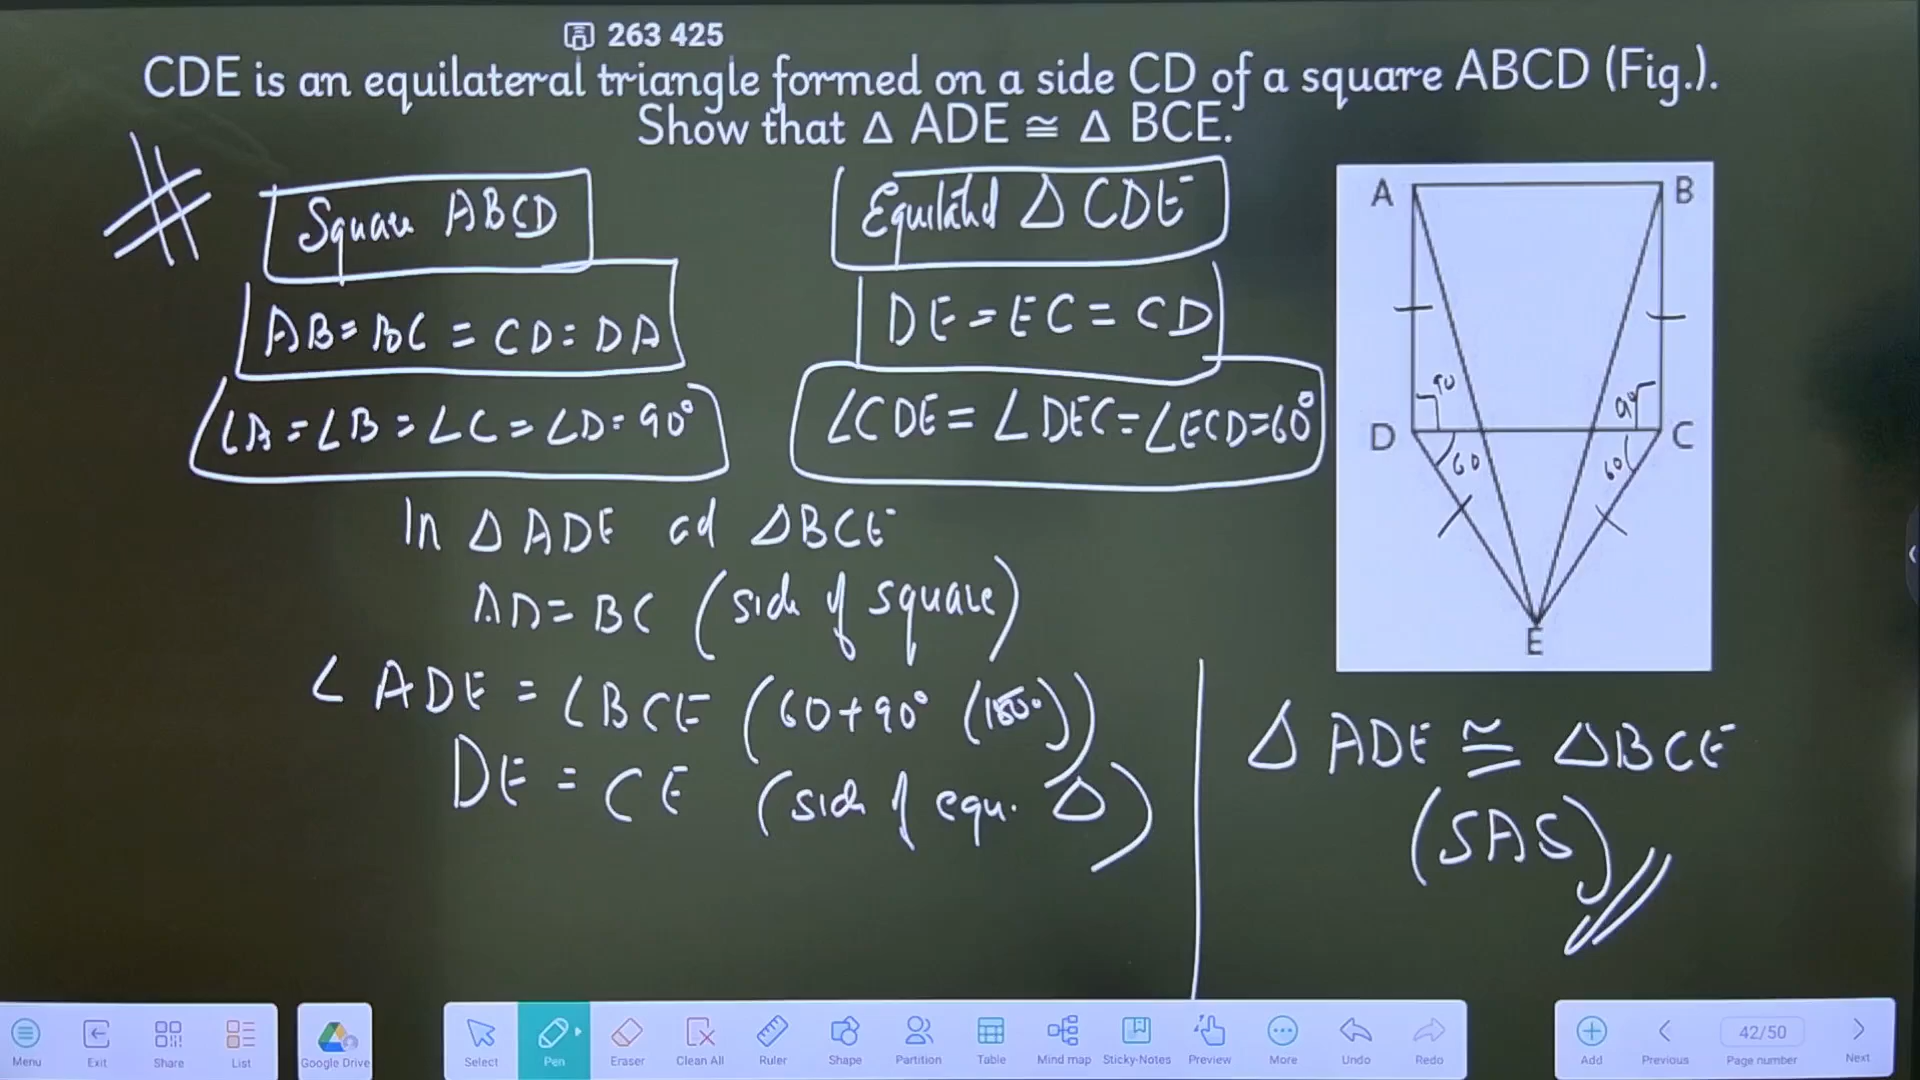 263 425
CDE is an equilateral triangle formed on a side CD of a square ABCD (Fig.).
Show that Δ ADE ≅ Δ BCE.
Square ABCD
AB = BC = CD = DA
∠A = ∠B = ∠C = ∠D = 90°
Δ CDE
DE = EC = CD
∠CDE = ∠DEC = ∠ECD = 60°
In Δ ADE ad Δ BCE
AD = BC (side of square)
∠ADE = ∠BCE (60+90° (150°))
DE = CE (side of equ. Δ)
Δ ADE ≅ Δ BCE
(SAS)
A B
90 90
D C
60 60
E
Menu Exit Share List Google Drive Select Pen Eraser Clean All Ruler Shape Partition Table Mind map Sticky-Notes Preview More Undo Redo Add Previous 42/50 Page number Next